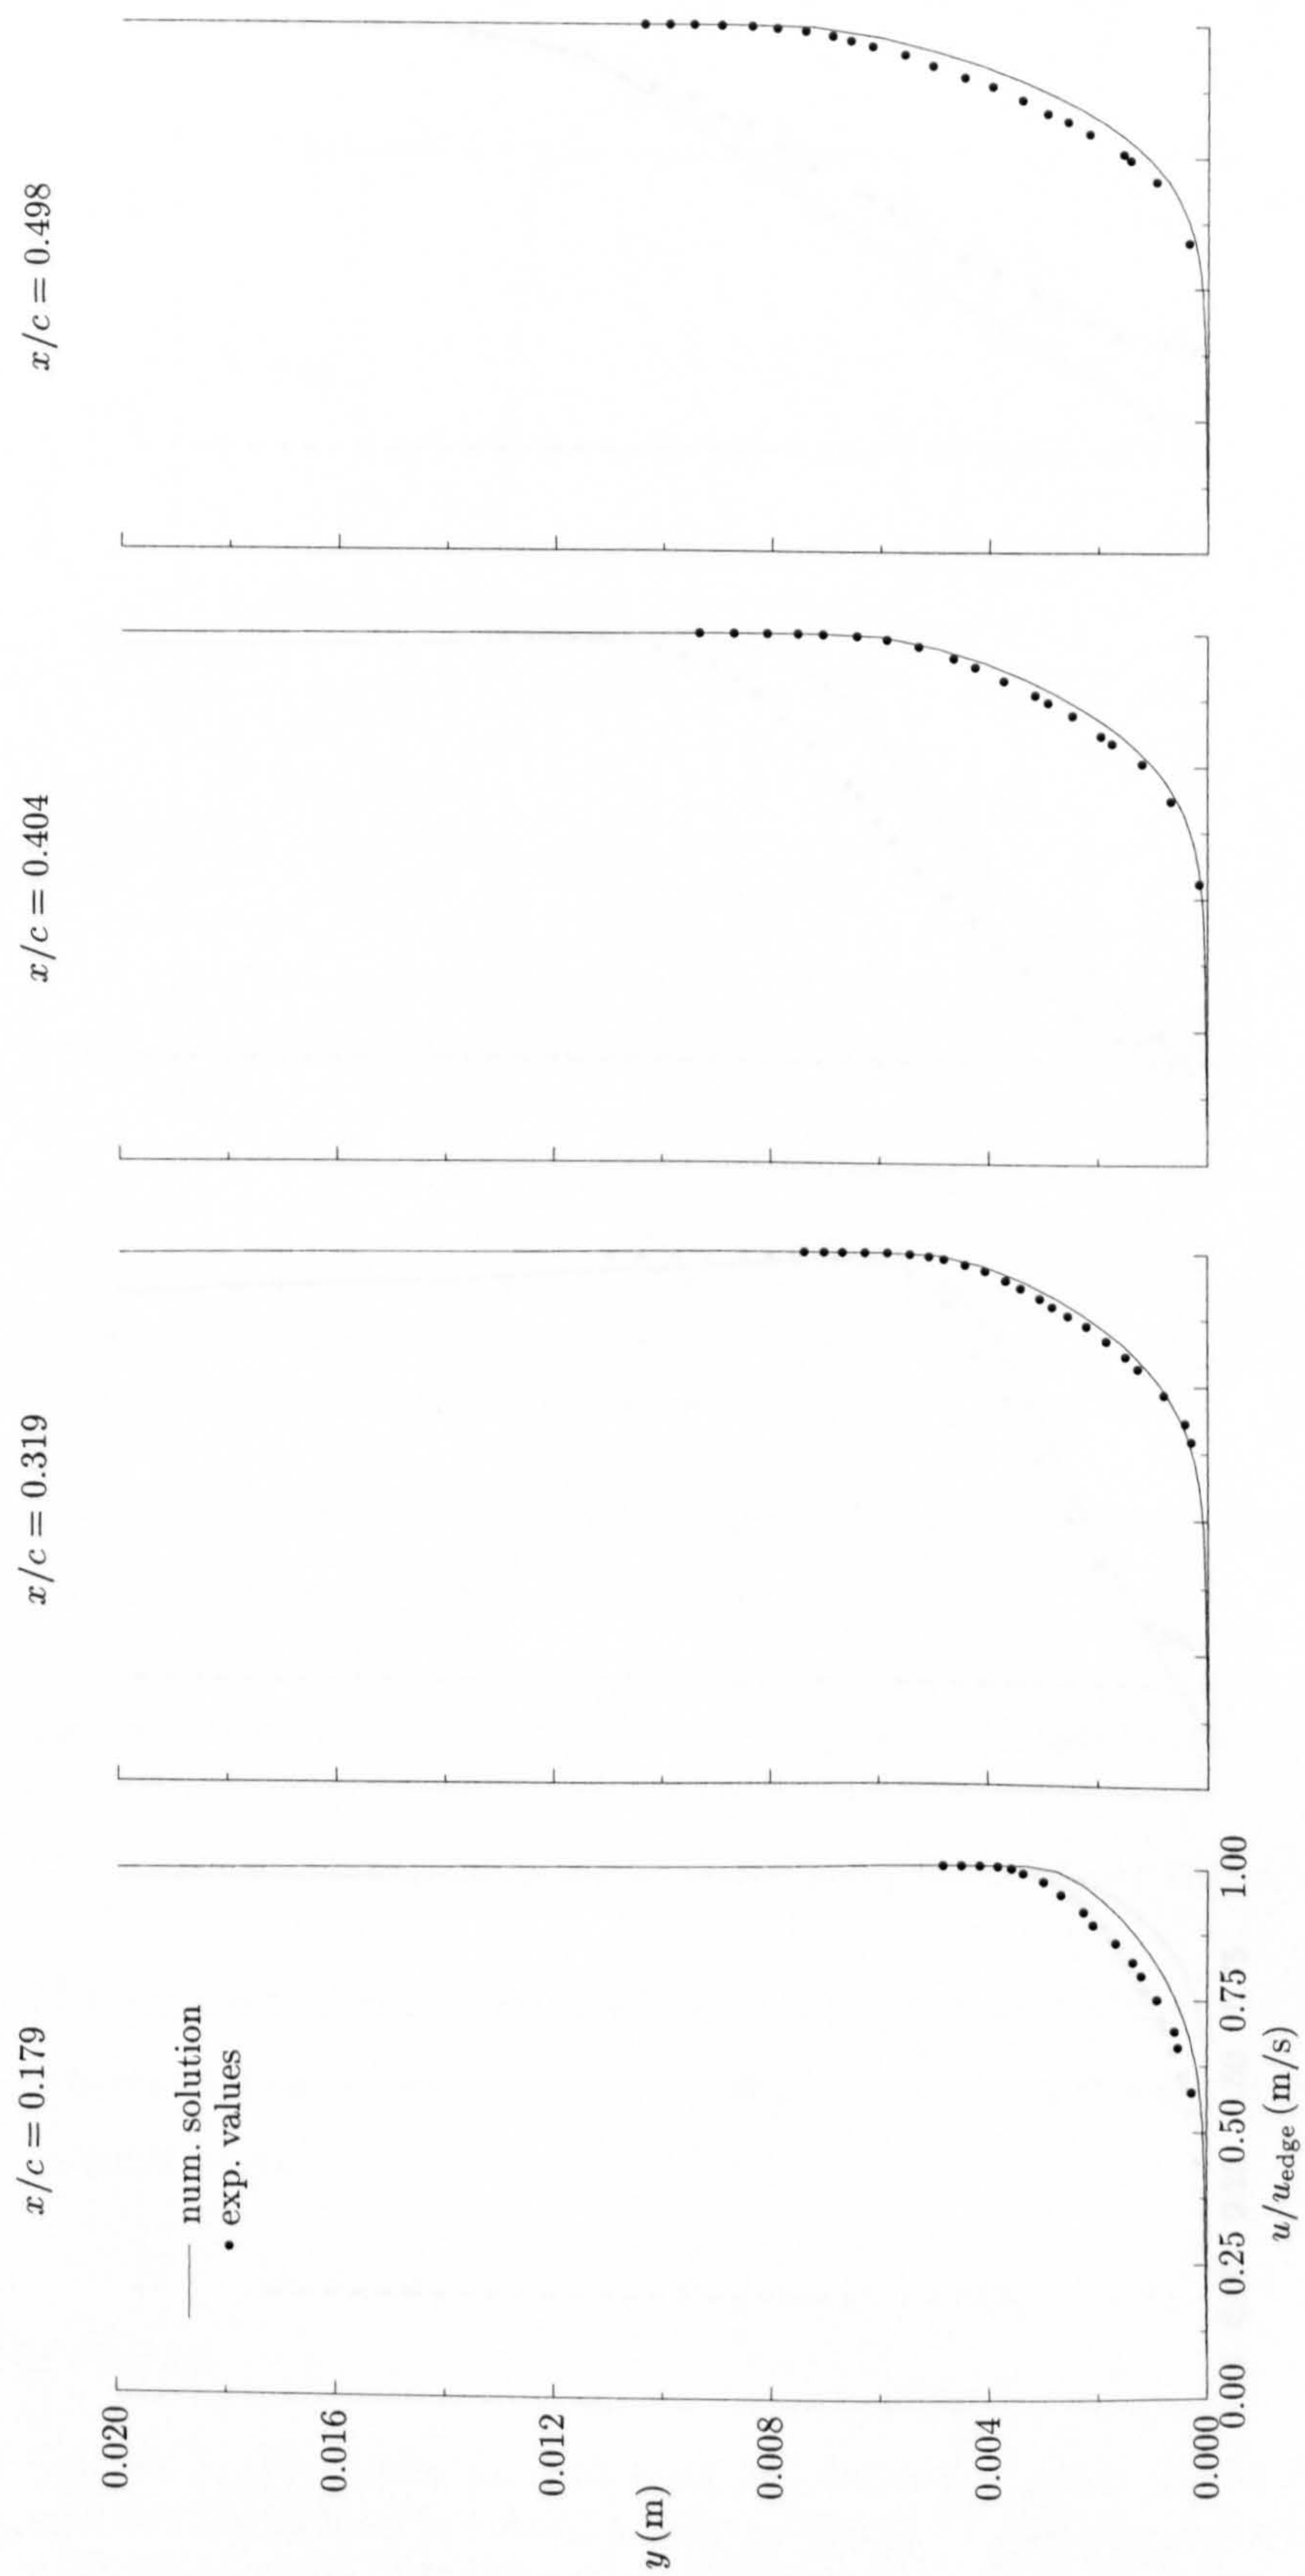 x/c = 0.179
x/c = 0.319
x/c = 0.404
x/c = 0.498
num. solution
exp. values
y (m)
0.020
0.016
0.012
0.008
0.004
0.000
0.00 0.25 0.50 0.75 1.00
u/uedge (m/s)